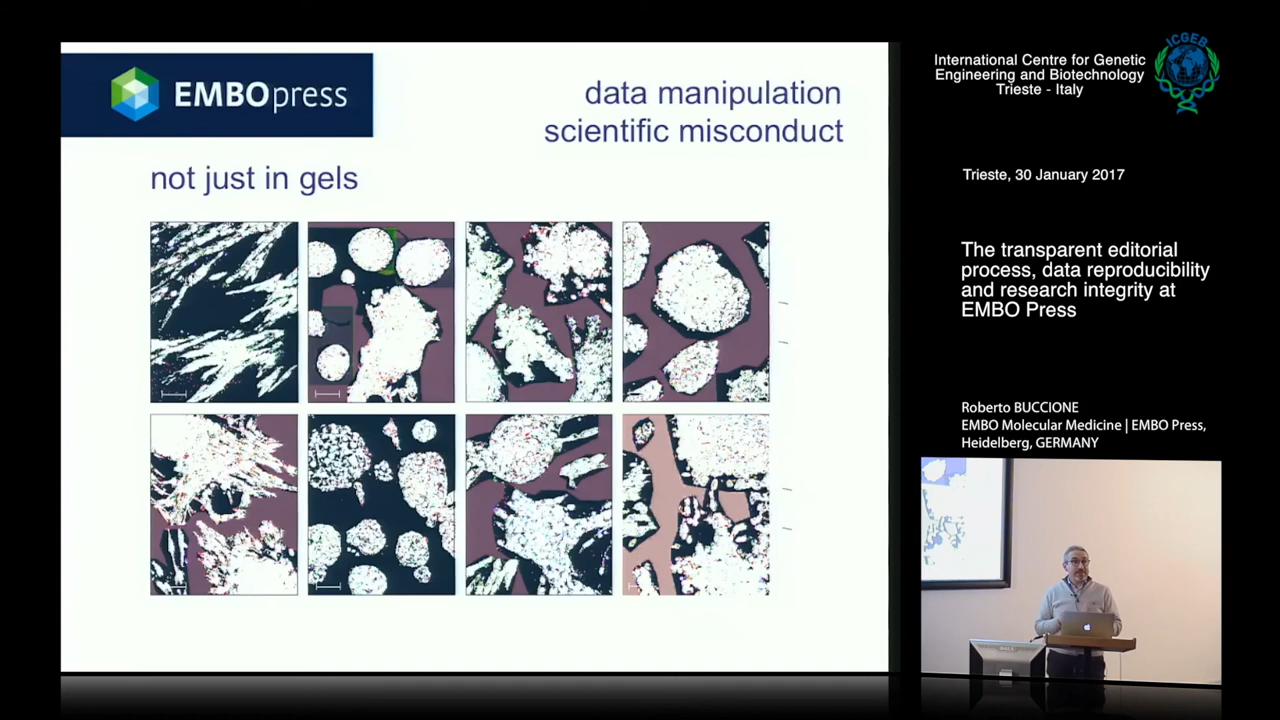 EMBOpress
data manipulation
scientific misconduct
not just in gels
International Centre for Genetic
Engineering and Biotechnology
Trieste - Italy
ICGEB
Trieste, 30 January 2017
The transparent editorial
process, data reproducibility
and research integrity at
EMBO Press
Roberto BUCCIONE
EMBO Molecular Medicine | EMBO Press,
Heidelberg, GERMANY
DELL